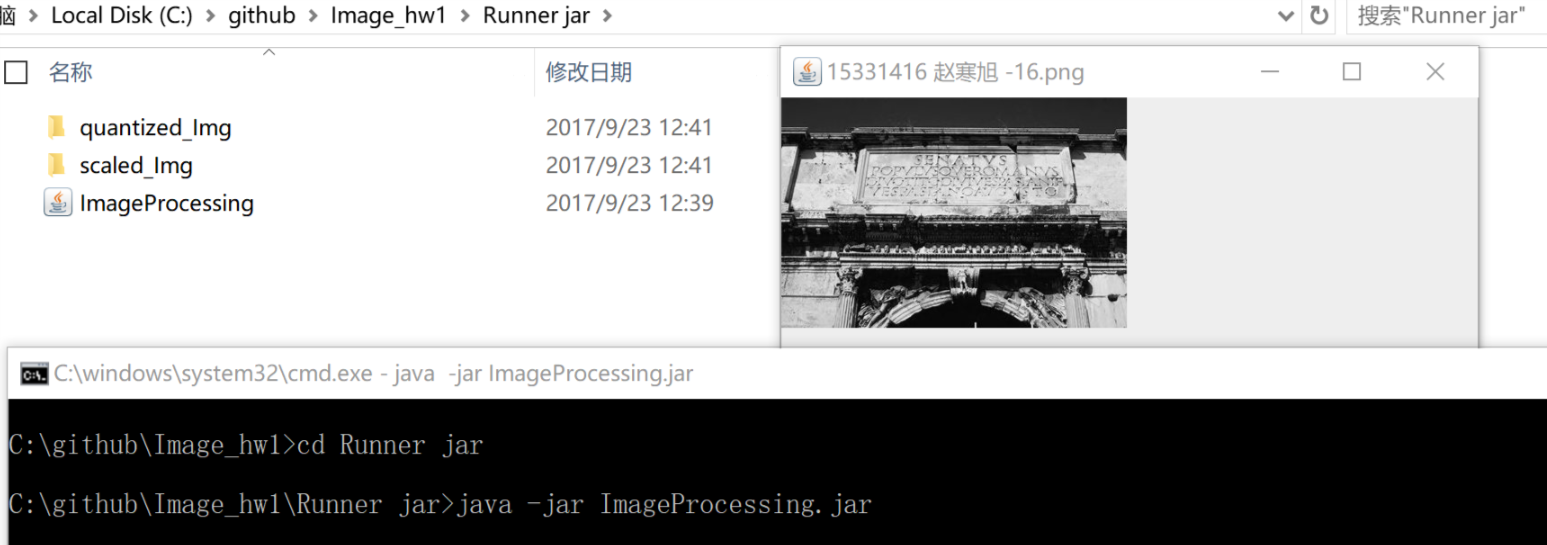 脑 > Local Disk (C:) > github > Image_hw1 > Runner jar >
搜索"Runner jar"
名称 修改日期
quantized_Img 2017/9/23 12:41
scaled_Img 2017/9/23 12:41
ImageProcessing 2017/9/23 12:39
15331416 赵寒旭 -16.png
SENATVS
C:\windows\system32\cmd.exe - java  -jar ImageProcessing.jar
C:\github\Image_hw1>cd Runner jar
C:\github\Image_hw1\Runner jar>java -jar ImageProcessing.jar